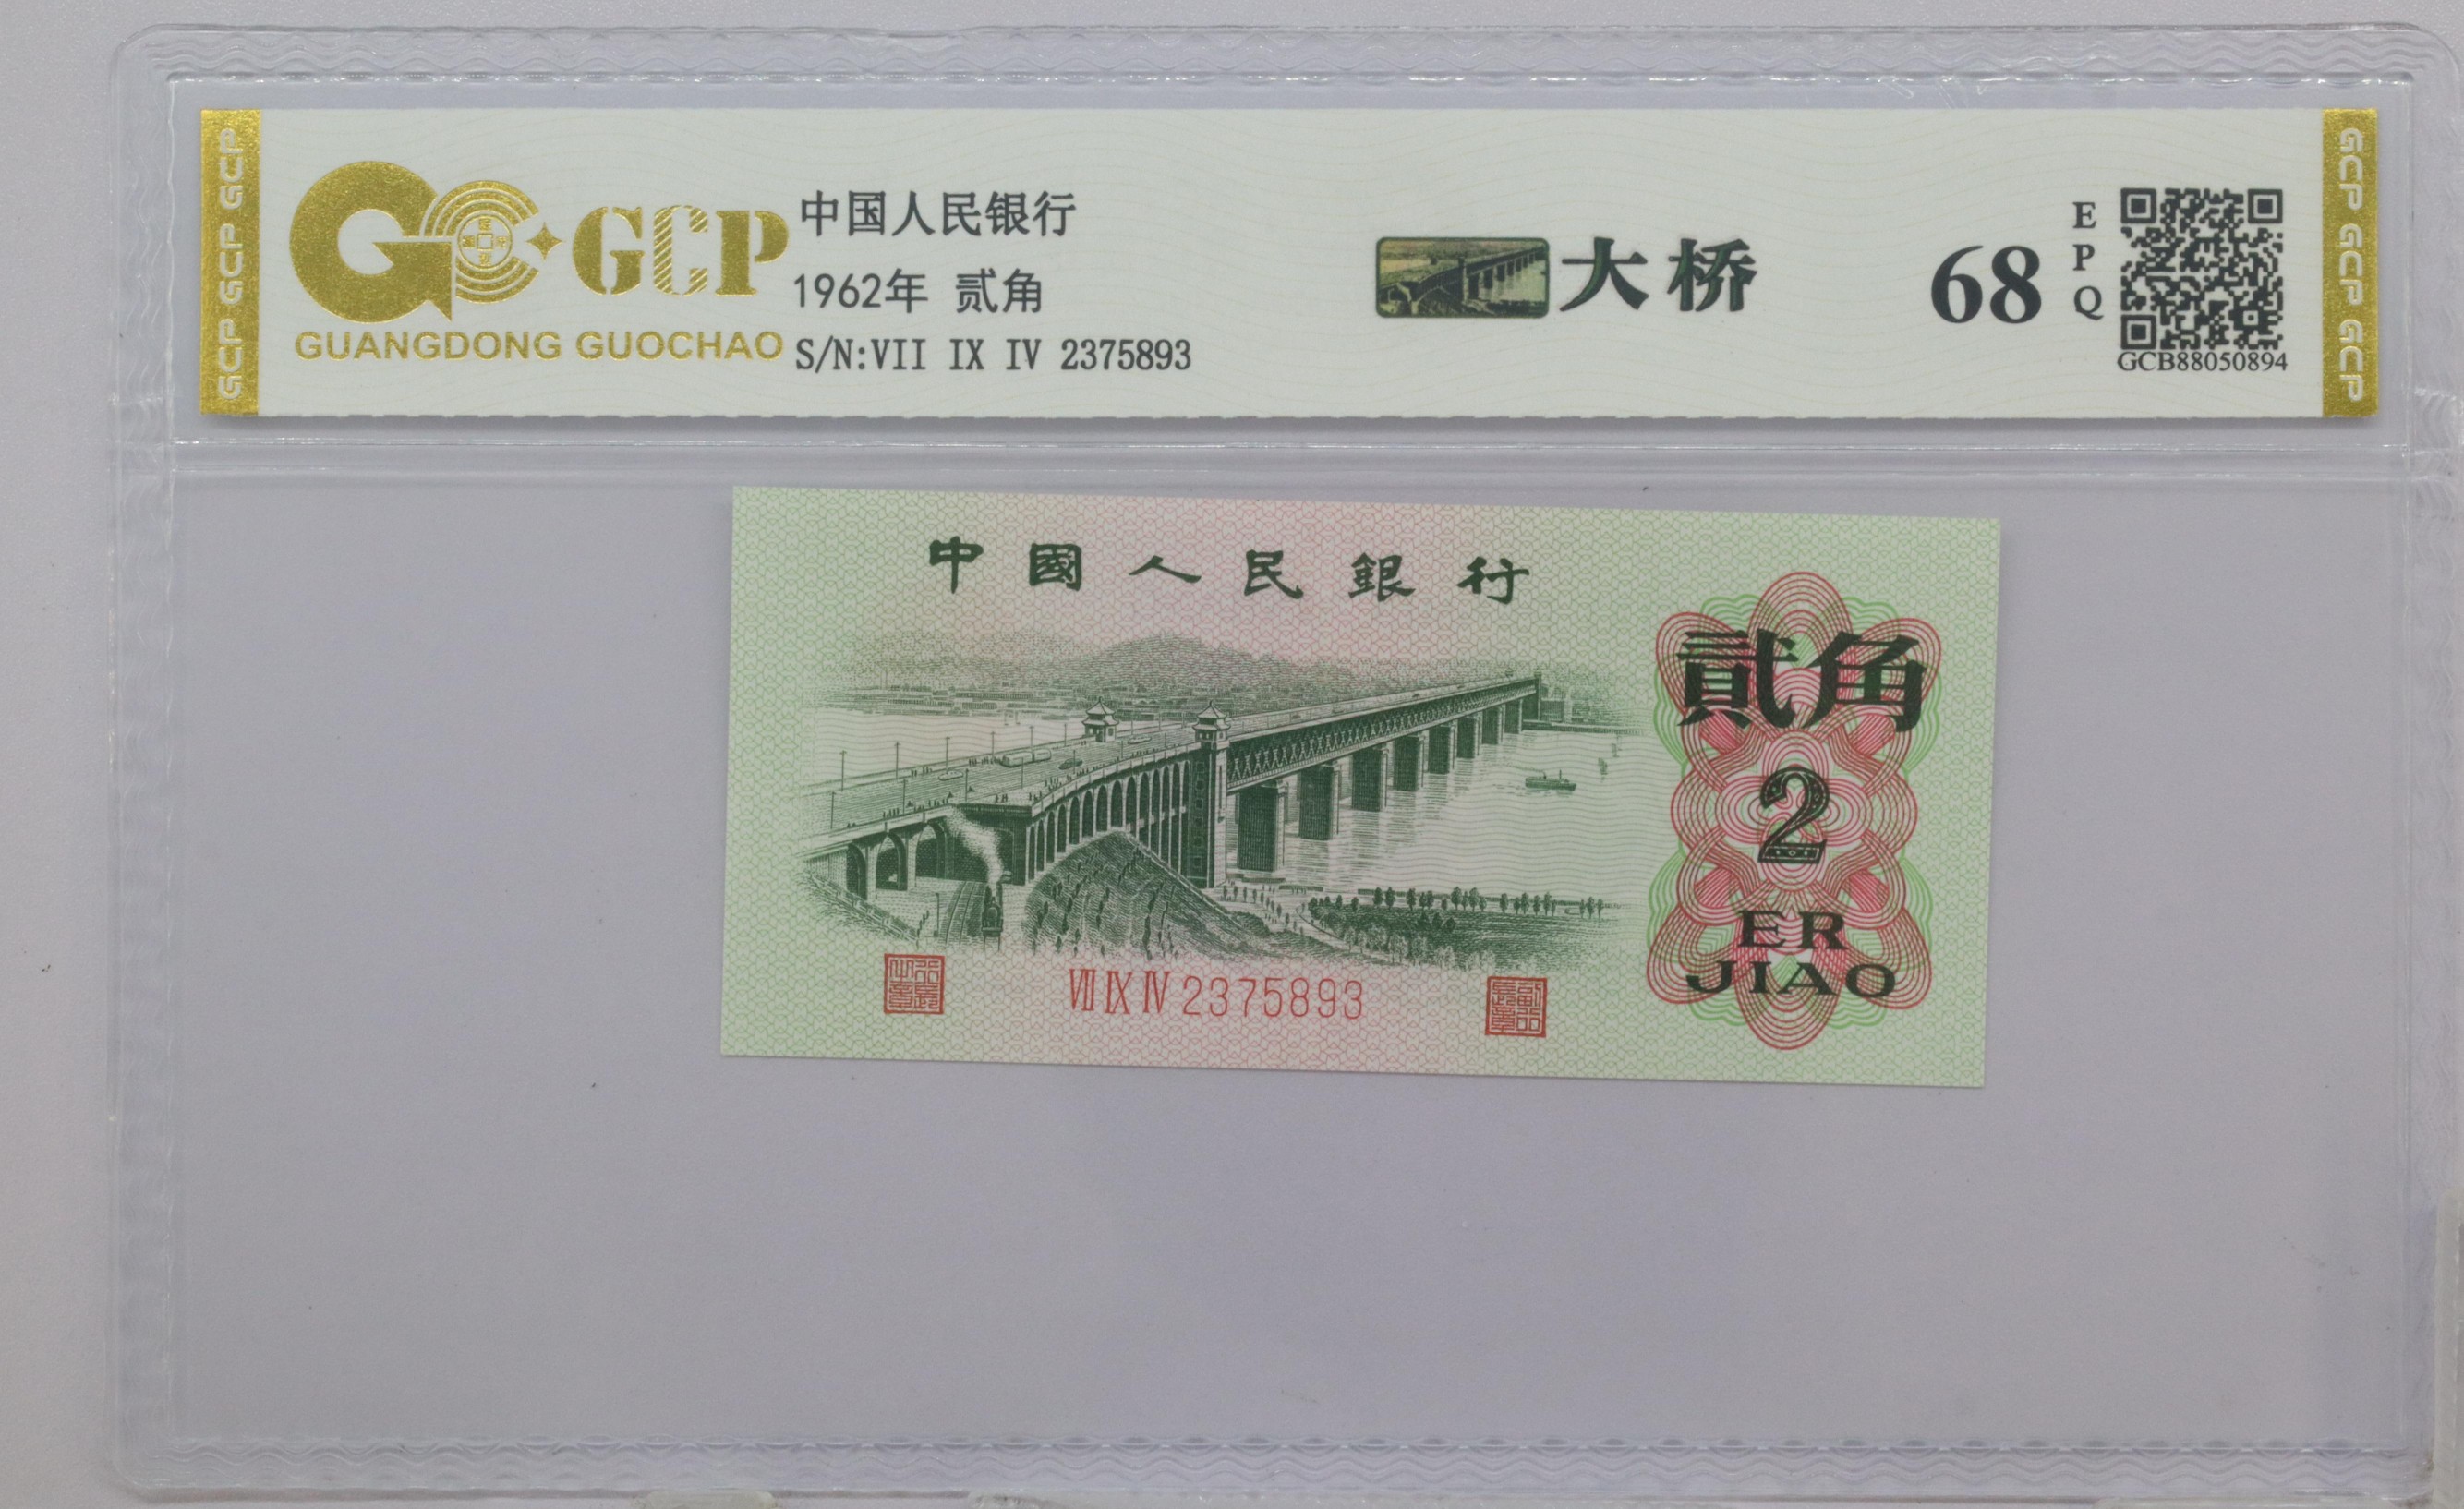 GCP GCP GCP
GCP
GUANGDONG GUOCHAO
中国人民银行
1962年 贰角
S/N:VII IX IV 2375893
大桥
68
E
P
Q
GCB88050894
GCP GCP GCP
中國人民銀行
貳角
2
ER
JIAO
VII IX IV 2375893